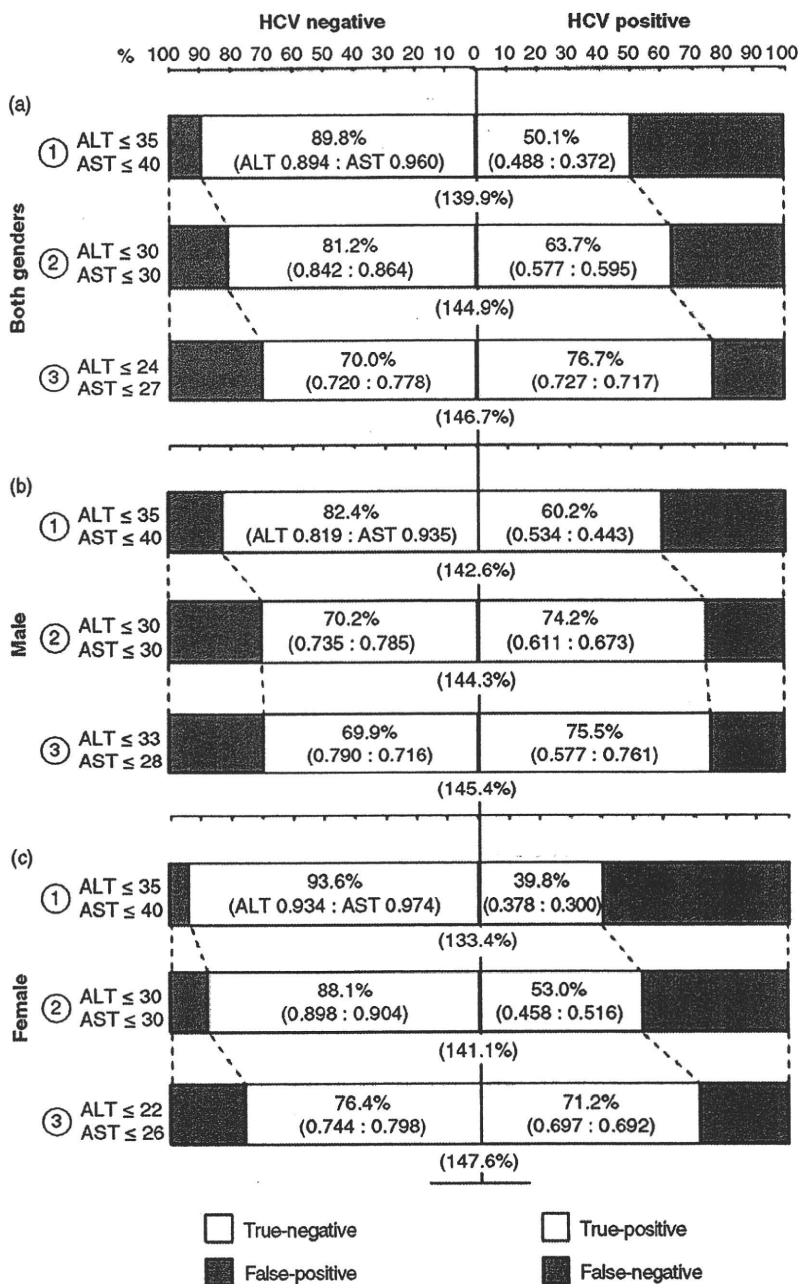 HCV negative HCV positive
% 100 90 80 70 60 50 40 30 20 10 0 10 20 30 40 50 60 70 80 90 100
(a)
Both genders
① ALT ≤ 35 89.8% 50.1%
AST ≤ 40 (ALT 0.894 : AST 0.960) (0.488 : 0.372)
(139.9%)
② ALT ≤ 30 81.2% 63.7%
AST ≤ 30 (0.842 : 0.864) (0.577 : 0.595)
(144.9%)
③ ALT ≤ 24 70.0% 76.7%
AST ≤ 27 (0.720 : 0.778) (0.727 : 0.717)
(146.7%)
(b)
Male
① ALT ≤ 35 82.4% 60.2%
AST ≤ 40 (ALT 0.819 : AST 0.935) (0.534 : 0.443)
(142.6%)
② ALT ≤ 30 70.2% 74.2%
AST ≤ 30 (0.735 : 0.785) (0.611 : 0.673)
(144.3%)
③ ALT ≤ 33 69.9% 75.5%
AST ≤ 28 (0.790 : 0.716) (0.577 : 0.761)
(145.4%)
(c)
Female
① ALT ≤ 35 93.6% 39.8%
AST ≤ 40 (ALT 0.934 : AST 0.974) (0.378 : 0.300)
(133.4%)
② ALT ≤ 30 88.1% 53.0%
AST ≤ 30 (0.898 : 0.904) (0.458 : 0.516)
(141.1%)
③ ALT ≤ 22 76.4% 71.2%
AST ≤ 26 (0.744 : 0.798) (0.697 : 0.692)
(147.6%)
True-negative True-positive
False-positive False-negative